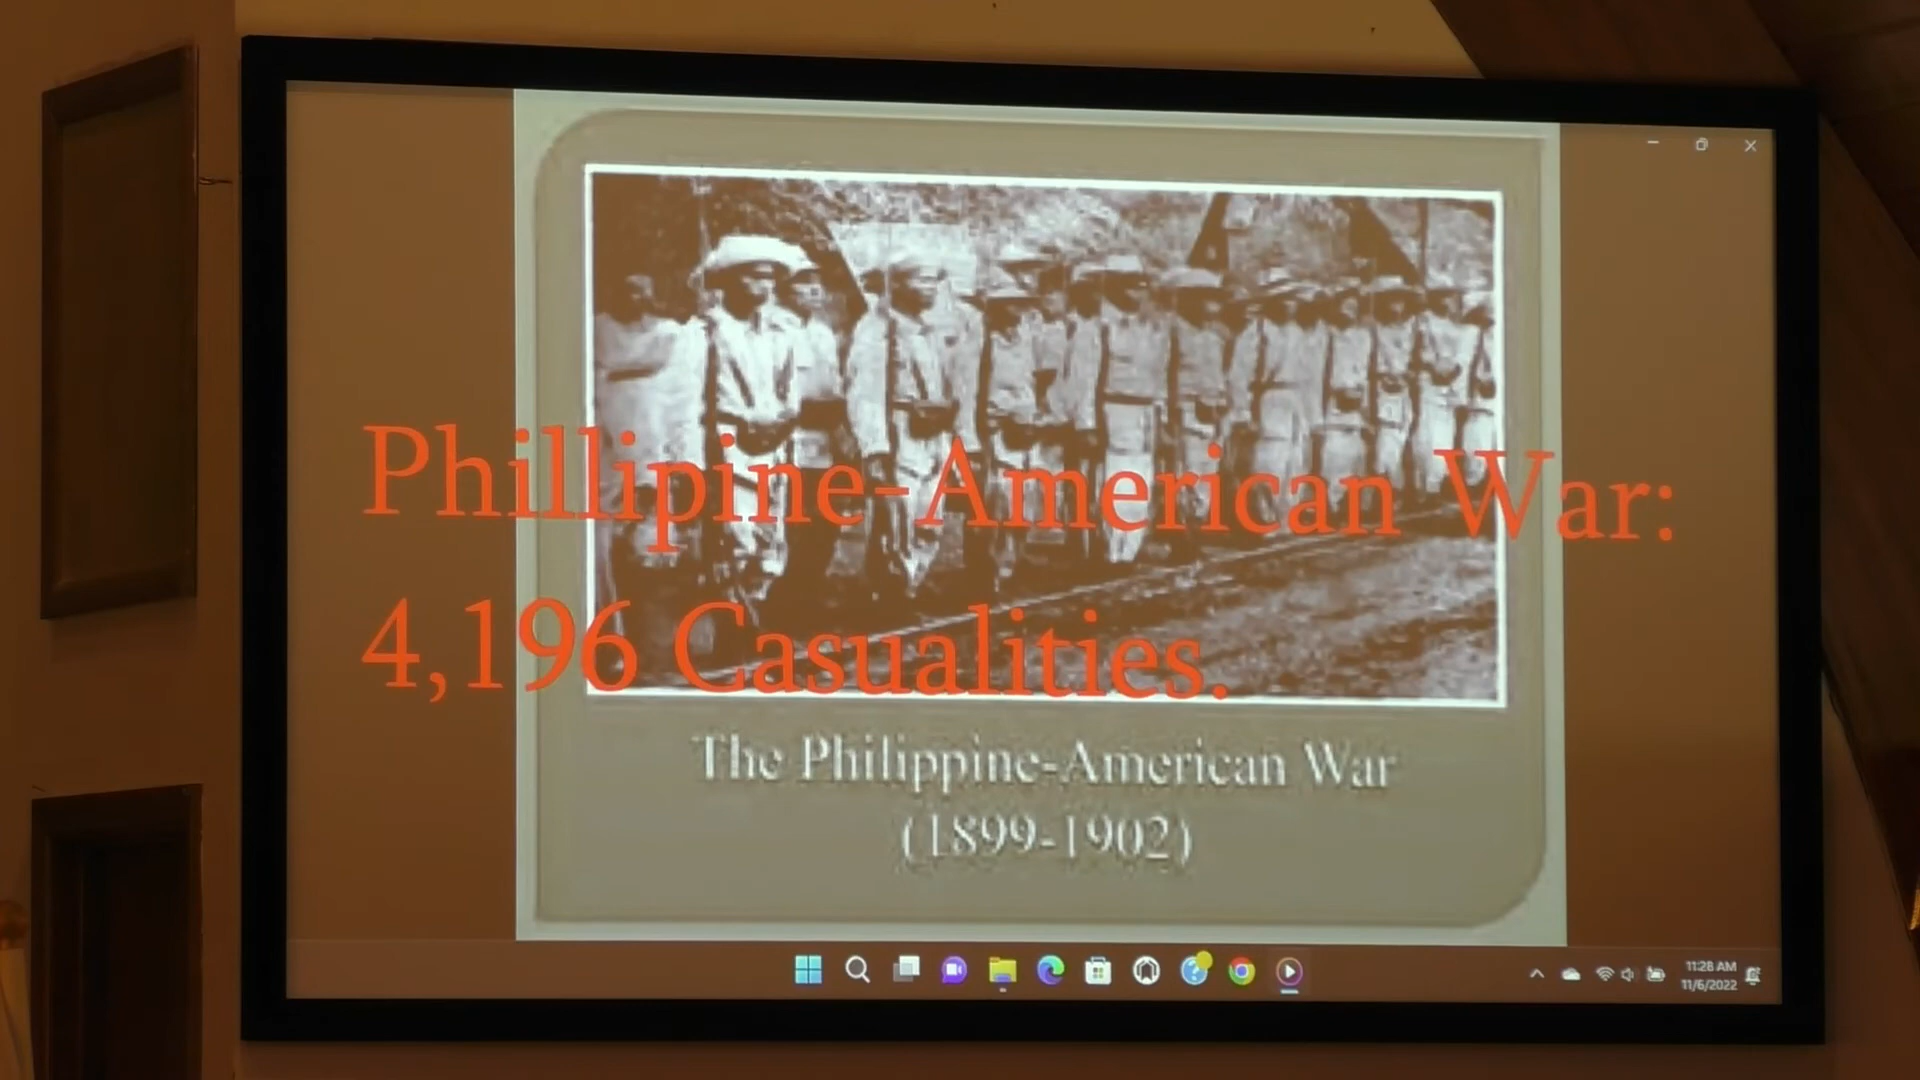 Phillipine-American War:
4,196 Casualities.
The Philippine-American War
(1899-1902)
11:28 AM
11/6/2022